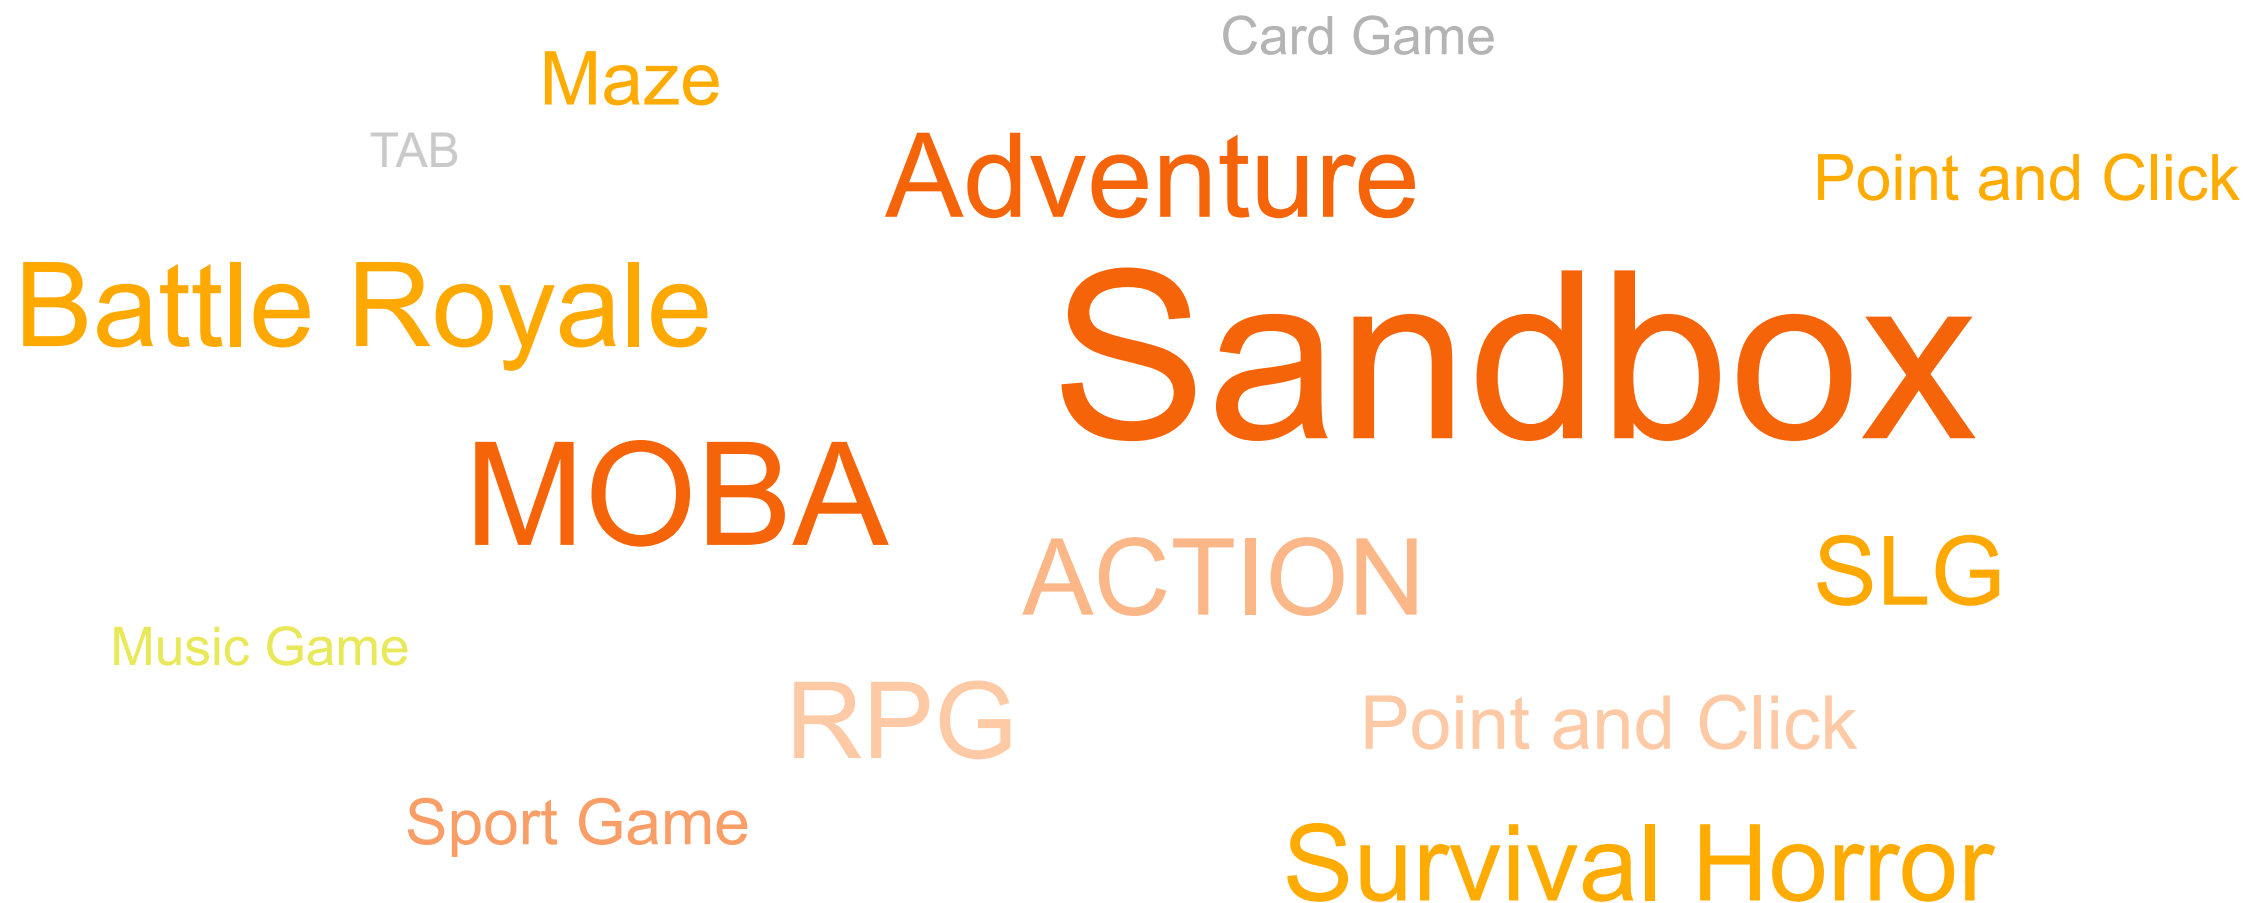 Card Game
Maze
TAB
Adventure
Point and Click
Battle Royale
Sandbox
MOBA
ACTION
SLG
Music Game
RPG
Point and Click
Sport Game
Survival Horror